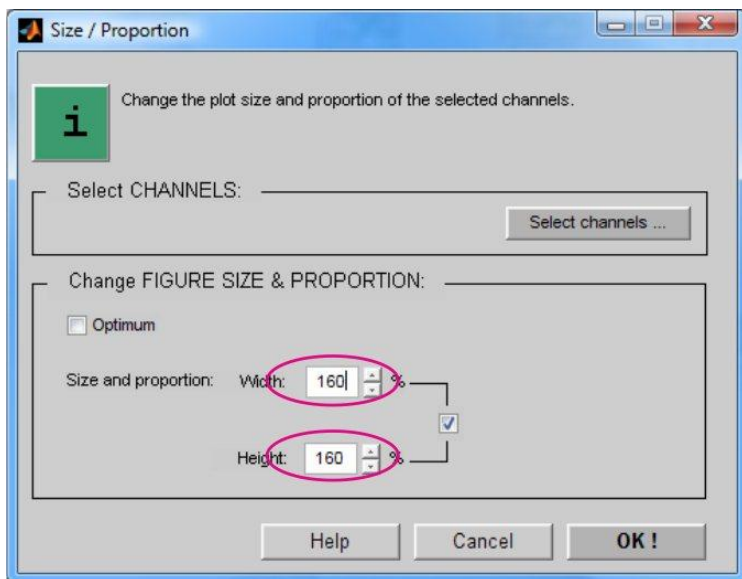 Size / Proportion
i
Change the plot size and proportion of the selected channels.
Select CHANNELS:
Select channels ...
Change FIGURE SIZE & PROPORTION:
Optimum
Size and proportion: Width: 160 %
Height: 160 %
Help Cancel OK !